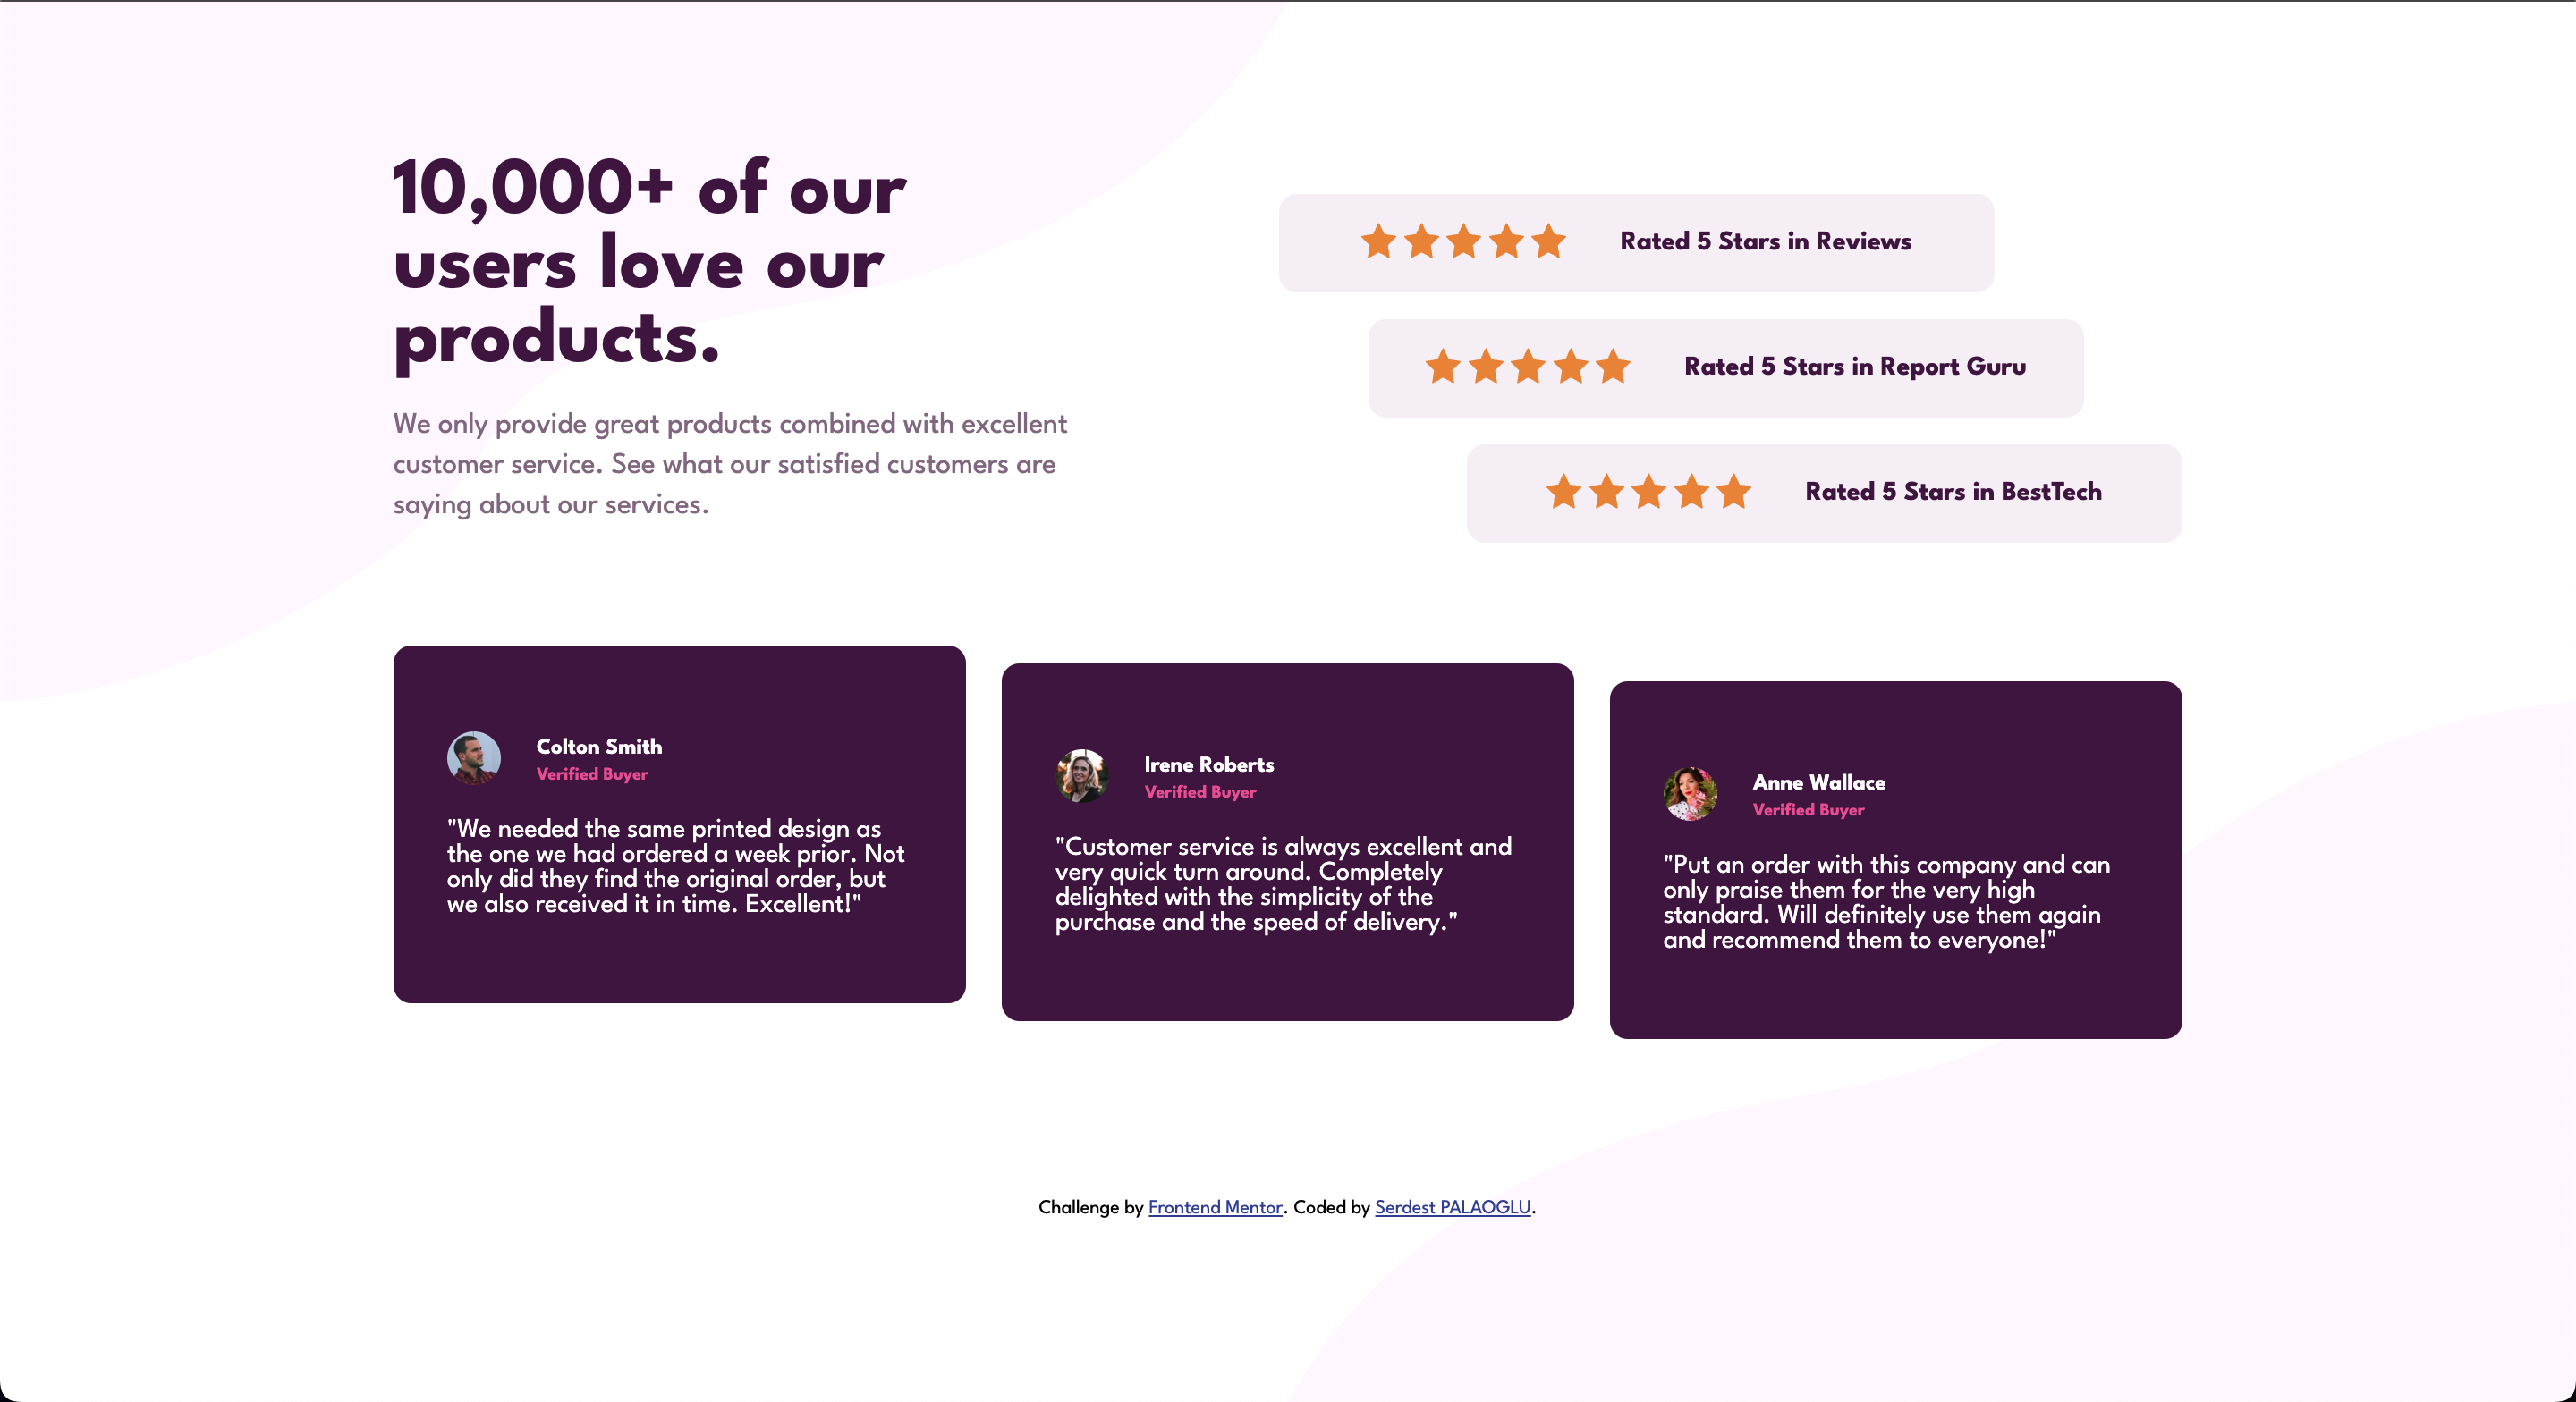 10,000+ of our
users love our
products.
We only provide great products combined with excellent
customer service. See what our satisfied customers are
saying about our services.
Rated 5 Stars in Reviews
Rated 5 Stars in Report Guru
Rated 5 Stars in BestTech
Colton Smith
Verified Buyer
"We needed the same printed design as
the one we had ordered a week prior. Not
only did they find the original order, but
we also received it in time. Excellent!"
Irene Roberts
Verified Buyer
"Customer service is always excellent and
very quick turn around. Completely
delighted with the simplicity of the
purchase and the speed of delivery."
Anne Wallace
Verified Buyer
"Put an order with this company and can
only praise them for the very high
standard. Will definitely use them again
and recommend them to everyone!"
Challenge by Frontend Mentor. Coded by Serdest PALAOGLU.